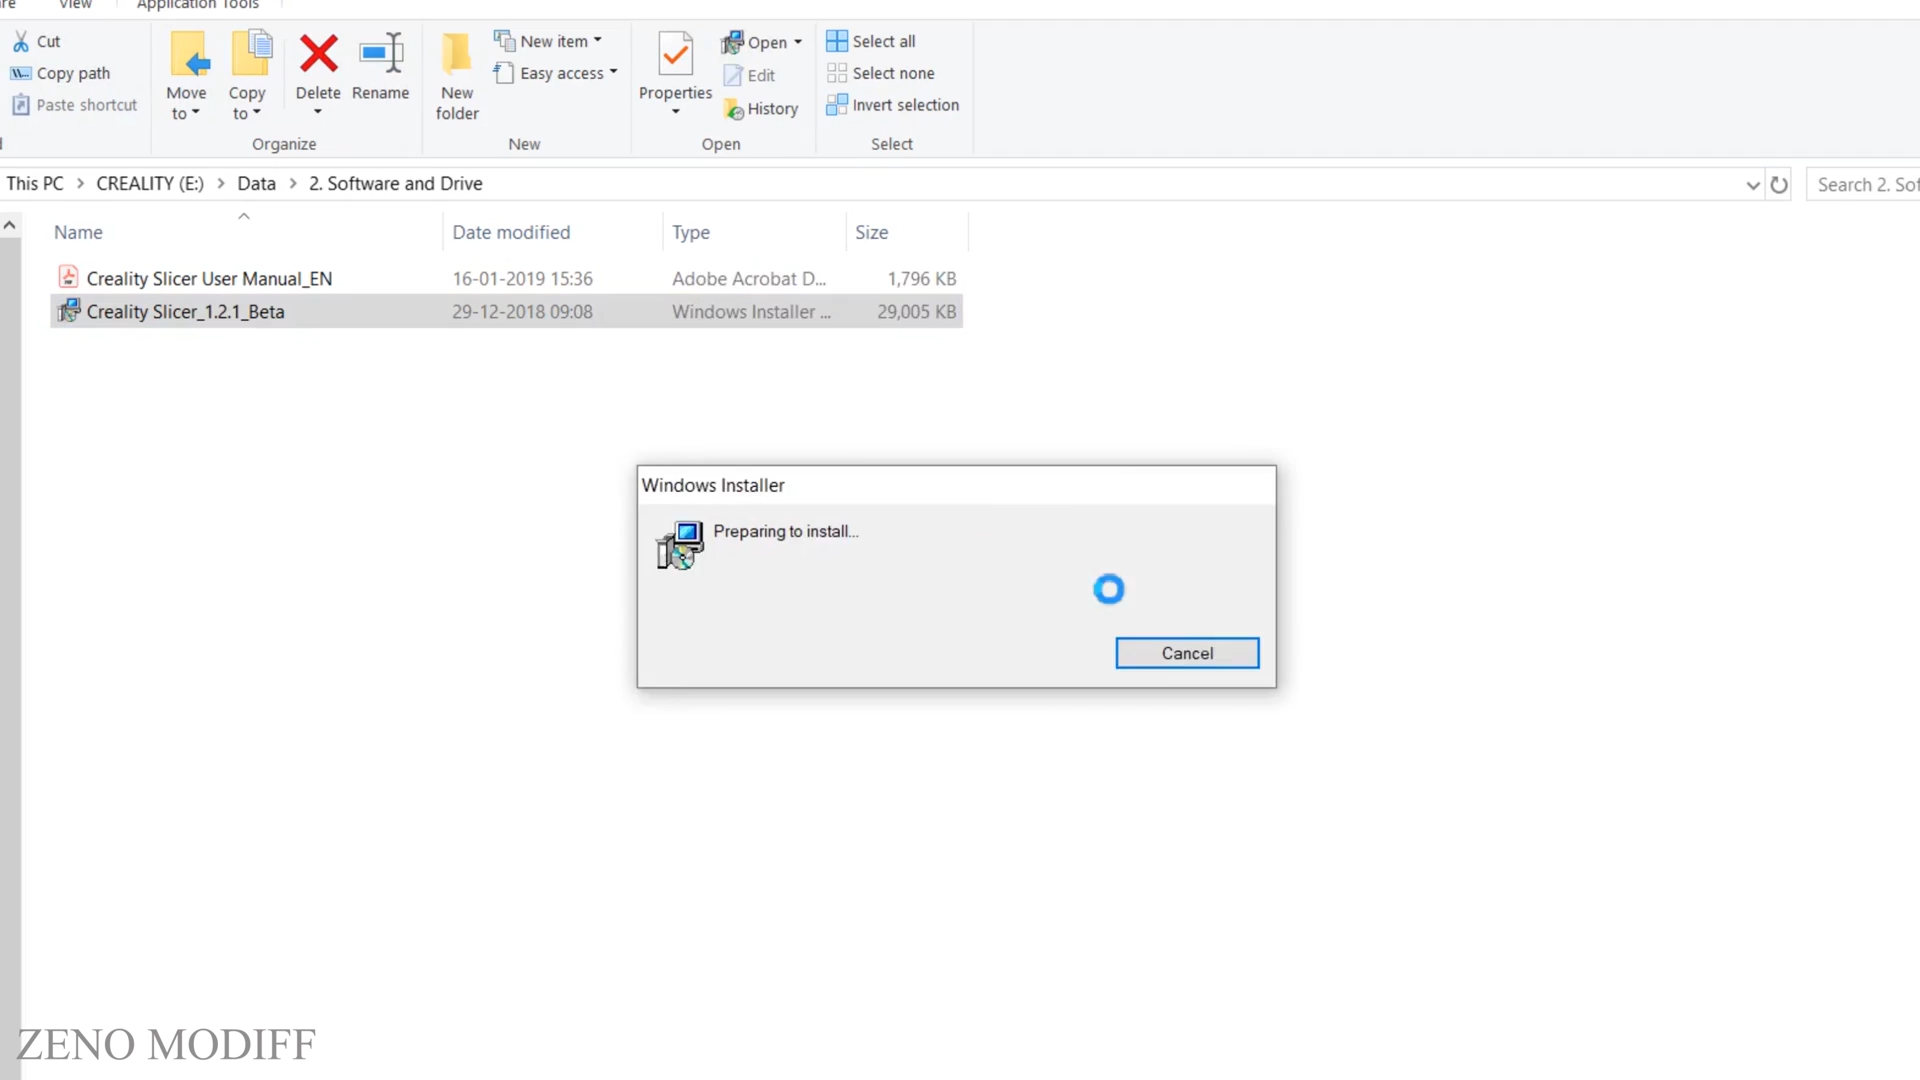 View
Application Tools
Cut
Copy path
Paste shortcut
Move to
Copy to
Delete
Rename
Organize
New folder
New item
Easy access
New
Properties
Open
Edit
History
Open
Select all
Select none
Invert selection
Select
This PC > CREALITY (E:) > Data > 2. Software and Drive
Search 2. Sof
Name Date modified Type Size
Creality Slicer User Manual_EN 16-01-2019 15:36 Adobe Acrobat D... 1,796 KB
Creality Slicer_1.2.1_Beta 29-12-2018 09:08 Windows Installer ... 29,005 KB
Windows Installer
Preparing to install...
Cancel
ZENO MODIFF